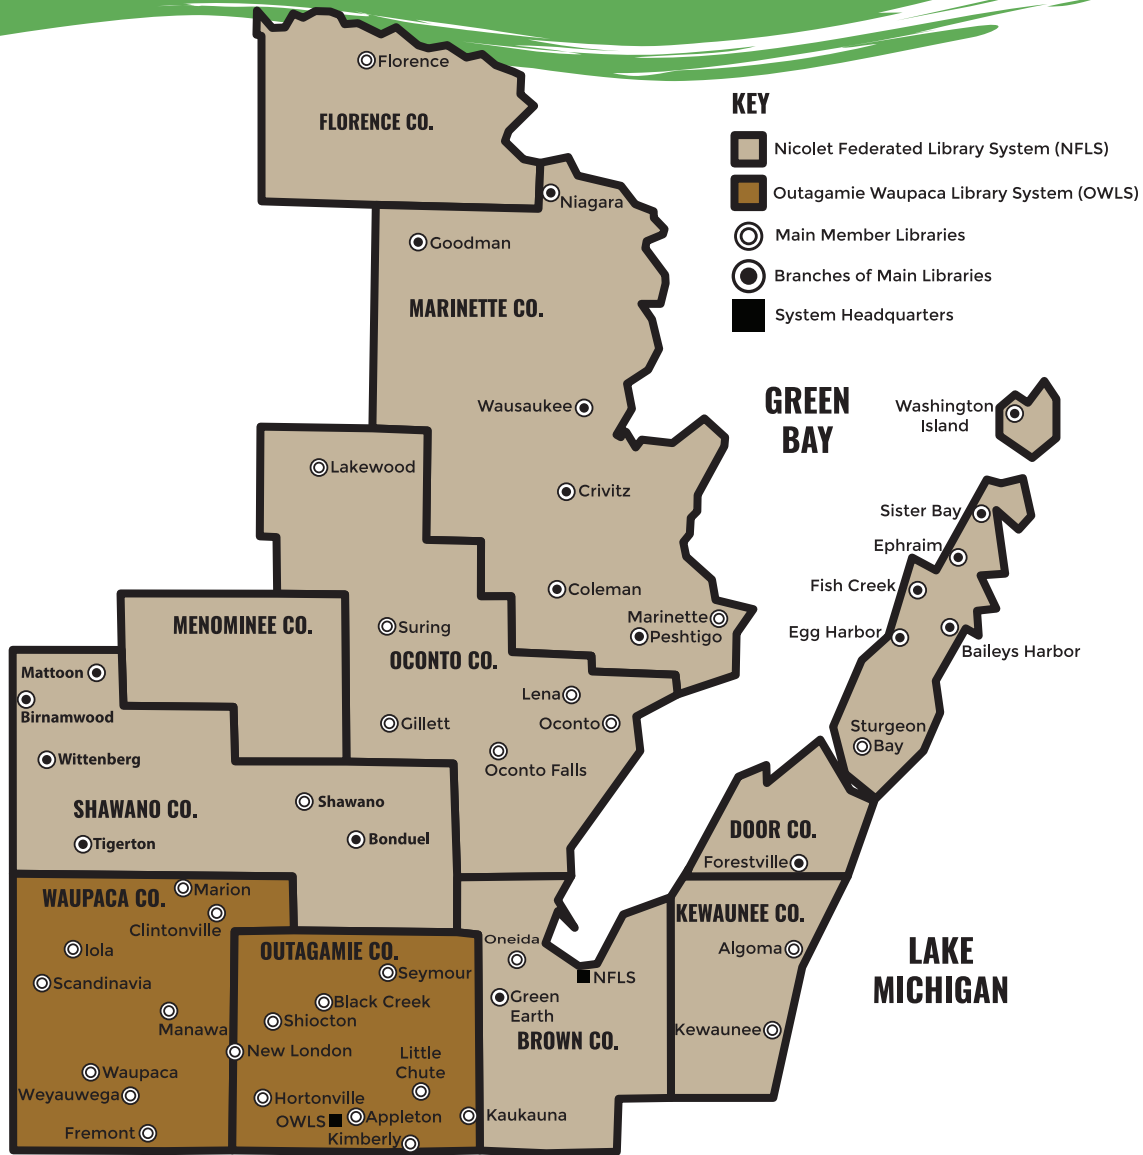 Florence
FLORENCE CO.
KEY
Nicolet Federated Library System (NFLS)
Outagamie Waupaca Library System (OWLS)
Main Member Libraries
Branches of Main Libraries
System Headquarters
Niagara
Goodman
MARINETTE CO.
Wausaukee
GREEN
BAY
Washington
Island
Lakewood
Crivitz
Sister Bay
Ephraim
Fish Creek
Egg Harbor
Baileys Harbor
Coleman
Marinette
Peshtigo
MENOMINEE CO.
Suring
OCONTO CO.
Mattoon
Birnamwood
Lena
Gillett
Oconto
Oconto Falls
Sturgeon
Bay
Wittenberg
SHAWANO CO.
Shawano
Tigerton
Bonduel
DOOR CO.
Forestville
WAUPACA CO.
Marion
Clintonville
Iola
Scandinavia
Manawa
Waupaca
Weyauwega
Fremont
OUTAGAMIE CO.
Seymour
Black Creek
Shiocton
New London
Little
Chute
Hortonville
OWLS
Appleton
Kimberly
Kaukauna
Oneida
NFLS
Green
Earth
BROWN CO.
KEWAUNEE CO.
Algoma
Kewaunee
LAKE
MICHIGAN